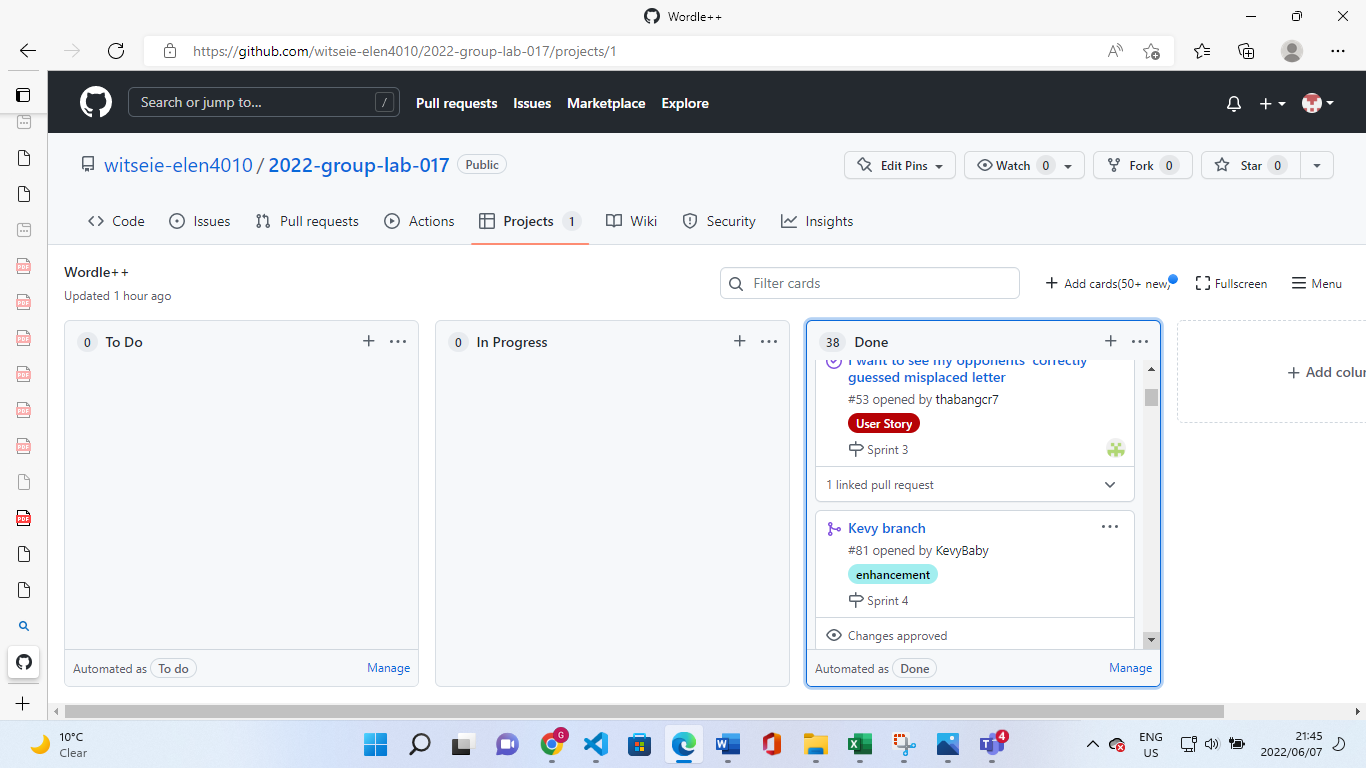 Wordle++
https://github.com/witseie-elen4010/2022-group-lab-017/projects/1
Search or jump to... / Pull requests Issues Marketplace Explore
witseie-elen4010 / 2022-group-lab-017 Public
Edit Pins Watch 0 Fork 0 Star 0
Code Issues Pull requests Actions Projects 1 Wiki Security Insights
Wordle++
Updated 1 hour ago
Filter cards
Add cards(50+ new)
Fullscreen
Menu
0 To Do
Automated as To do Manage
0 In Progress
38 Done
I want to see my opponents' correctly
guessed misplaced letter
#53 opened by thabangcr7
User Story
Sprint 3
1 linked pull request
Kevy branch
#81 opened by KevyBaby
enhancement
Sprint 4
Changes approved
Automated as Done Manage
Add colum
10°C
Clear
G
4
ENG
US
21:45
2022/06/07